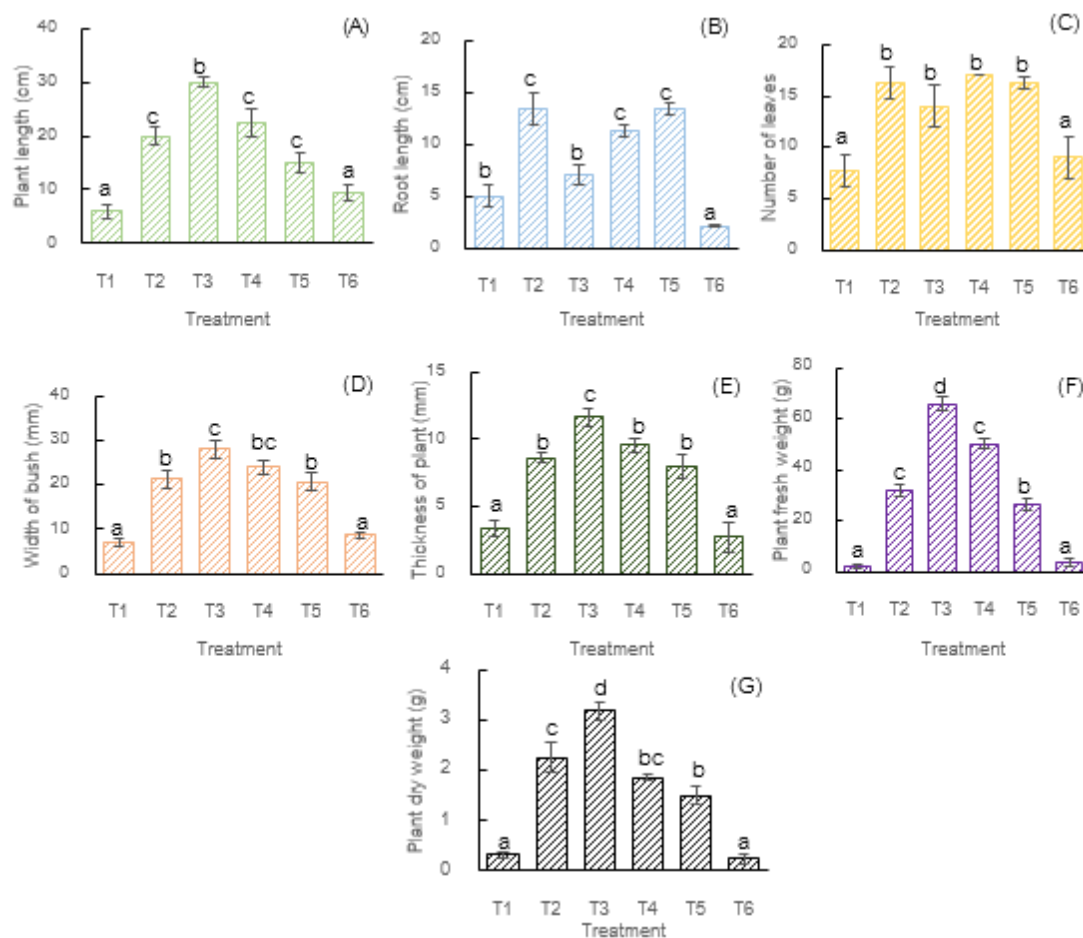 (A)
Plant length (cm)
40
30
20
10
0
a
c
b
c
c
a
T1 T2 T3 T4 T5 T6
Treatment
(B)
Root length (cm)
20
15
10
5
0
b
c
b
c
c
a
T1 T2 T3 T4 T5 T6
Treatment
(C)
Number of leaves
20
15
10
5
0
a
b
b
b
b
a
T1 T2 T3 T4 T5 T6
Treatment
(D)
Width of bush (mm)
40
30
20
10
0
a
b
c
bc
b
a
T1 T2 T3 T4 T5 T6
Treatment
(E)
Thickness of plant (mm)
15
10
5
0
a
b
c
b
b
a
T1 T2 T3 T4 T5 T6
Treatment
(F)
Plant fresh weight (g)
80
60
40
20
0
a
c
d
c
b
a
T1 T2 T3 T4 T5 T6
Treatment
(G)
Plant dry weight (g)
4
3
2
1
0
a
c
d
bc
b
a
T1 T2 T3 T4 T5 T6
Treatment